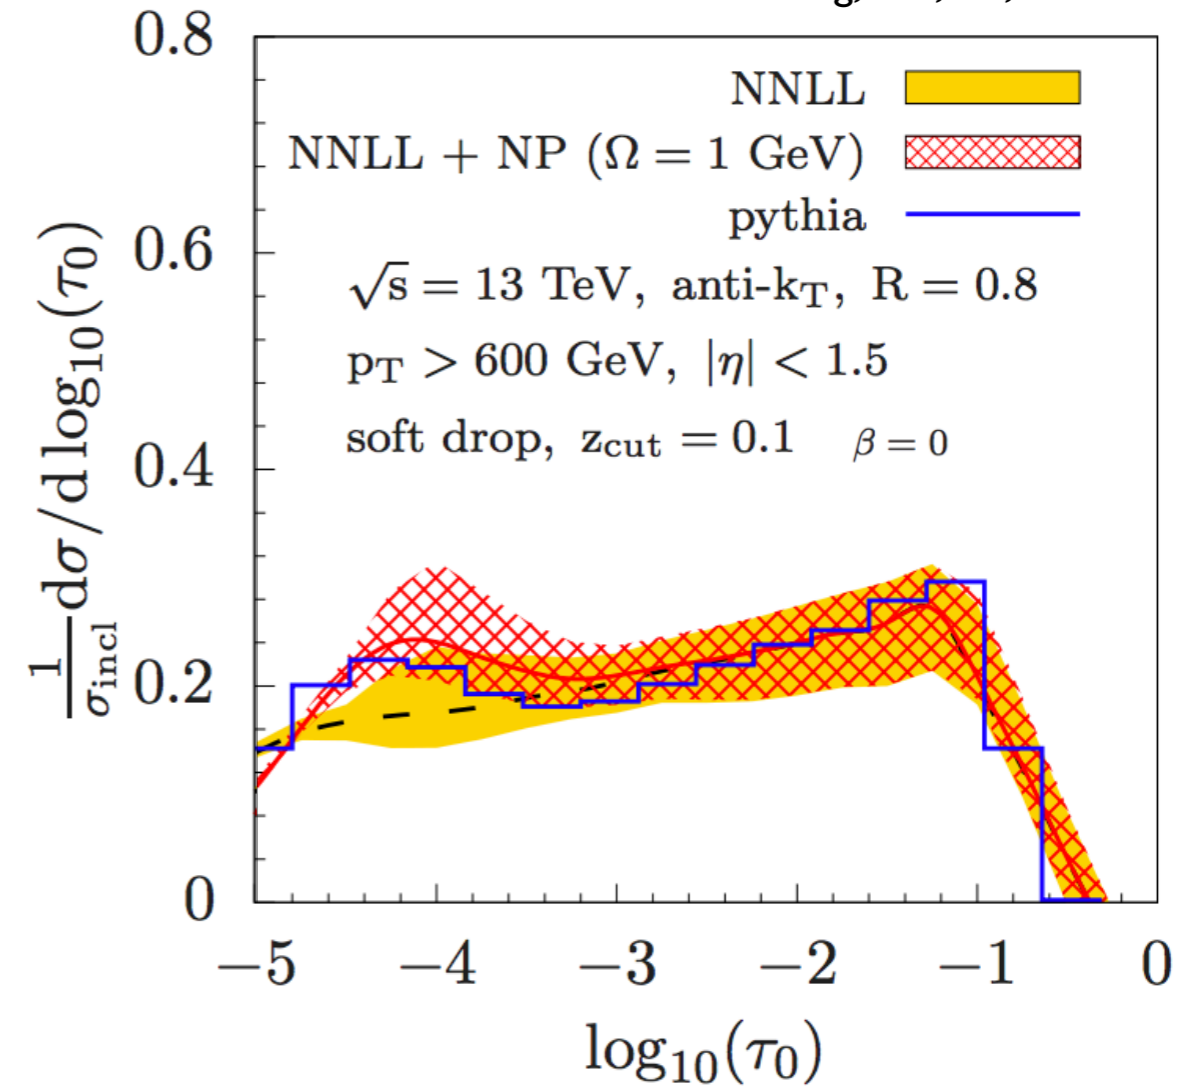 0.8
0.6
0.4
0.2
0
1/σincl dσ/d log10(τ0)
NNLL
NNLL + NP (Ω = 1 GeV)
pythia
√s = 13 TeV, anti-kT, R = 0.8
pT > 600 GeV, |η| < 1.5
soft drop, zcut = 0.1 β = 0
−5 −4 −3 −2 −1 0
log10(τ0)